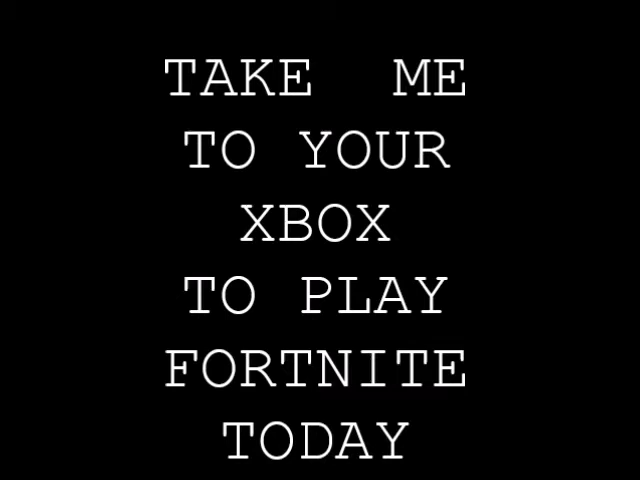 TAKE  ME
TO YOUR
XBOX
TO PLAY
FORTNITE
TODAY